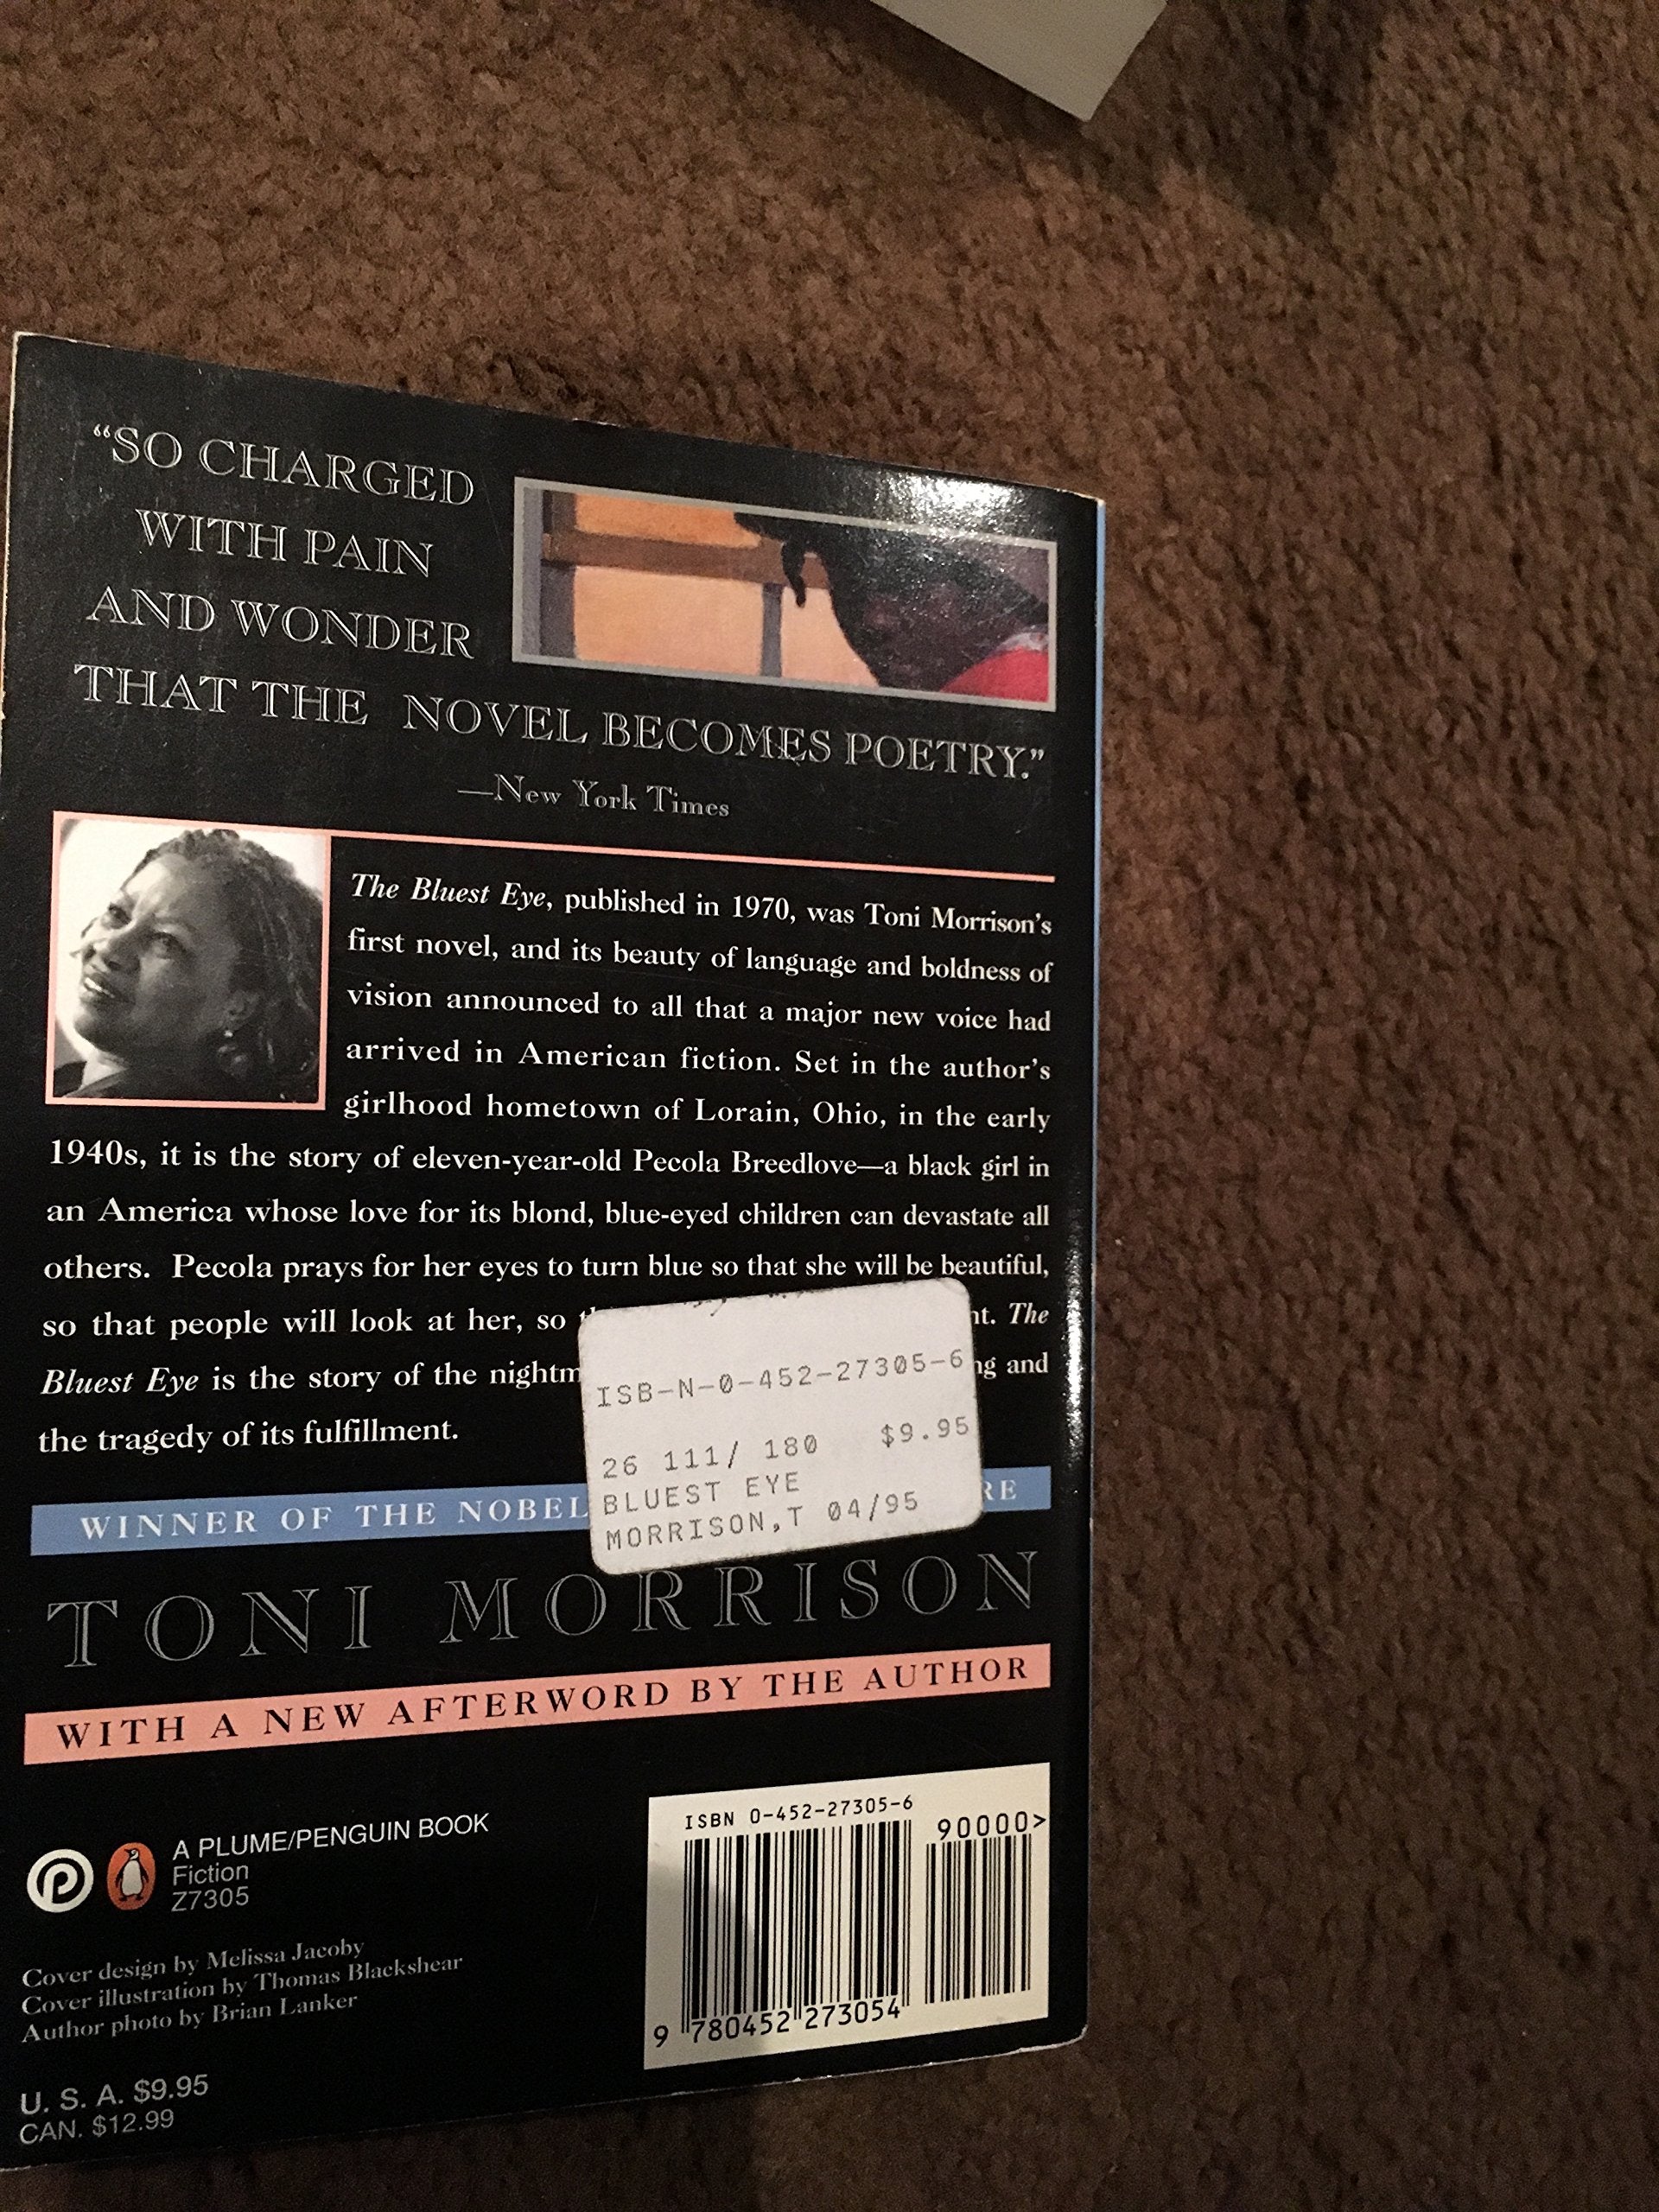 “SO CHARGED
WITH PAIN
AND WONDER
THAT THE NOVEL BECOMES POETRY.”
—New York Times
The Bluest Eye, published in 1970, was Toni Morrison’s
first novel, and its beauty of language and boldness of
vision announced to all that a major new voice had
arrived in American fiction. Set in the author’s
girlhood hometown of Lorain, Ohio, in the early
1940s, it is the story of eleven-year-old Pecola Breedlove—a black girl in
an America whose love for its blond, blue-eyed children can devastate all
others. Pecola prays for her eyes to turn blue so that she will be beautiful,
so that people will look at her, so The
Bluest Eye is the story of the and
the tragedy of its fulfillment.
ISB-N-0-452-27305-6
26 111/ 180 $9.95
BLUEST EYE
MORRISON,T 04/95
WINNER OF THE NOBEL
TONI MORRISON
WITH A NEW AFTERWORD BY THE AUTHOR
A PLUME/PENGUIN BOOK
Fiction
Z7305
Cover design by Melissa Jacoby
Cover illustration by Thomas Blackshear
Author photo by Brian Lanker
U. S. A. $9.95
CAN. $12.99
ISBN 0-452-27305-6
90000>
9 780452 273054